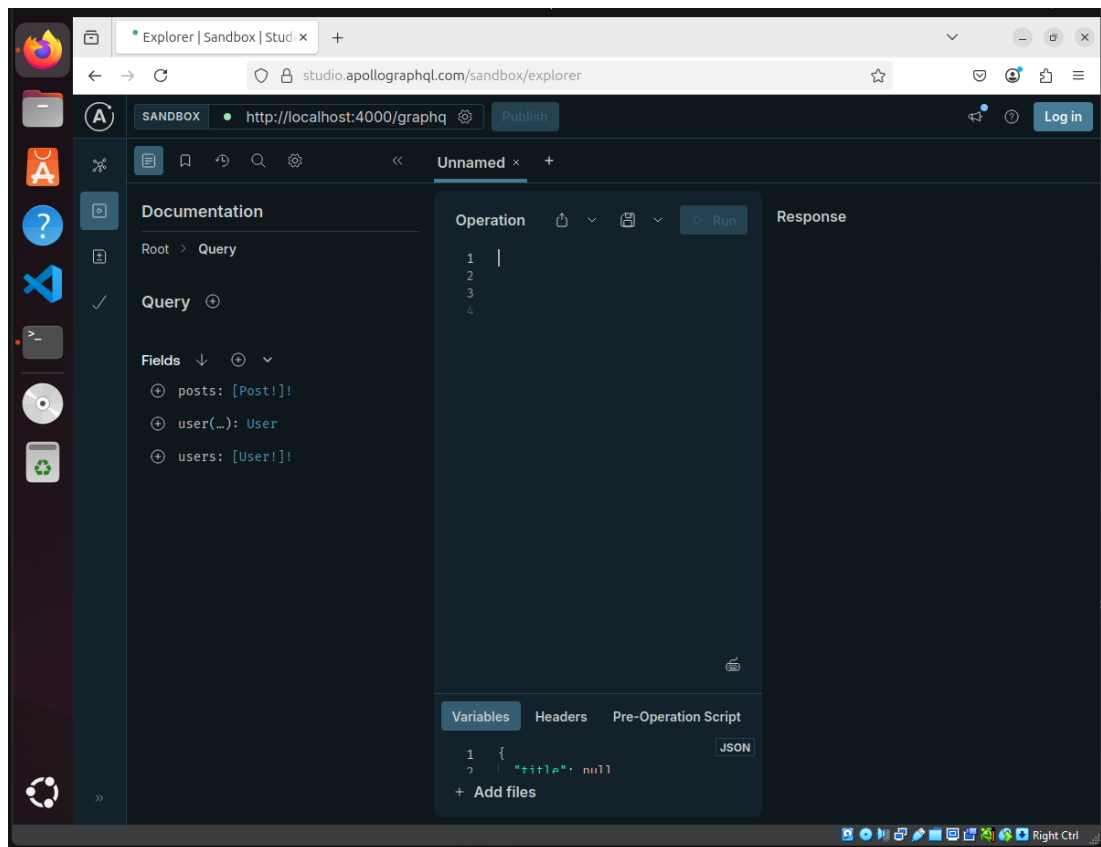 Explorer | Sandbox | Studi
studio.apollographql.com/sandbox/explorer
SANDBOX http://localhost:4000/graphq Publish Log in
Unnamed
Documentation
Root > Query
Query
Fields
posts: [Post!]!
user(…): User
users: [User!]!
Operation Run
1
2
3
4
Response
Variables Headers Pre-Operation Script
JSON
1 {
2 "title": null
+ Add files
Right Ctrl